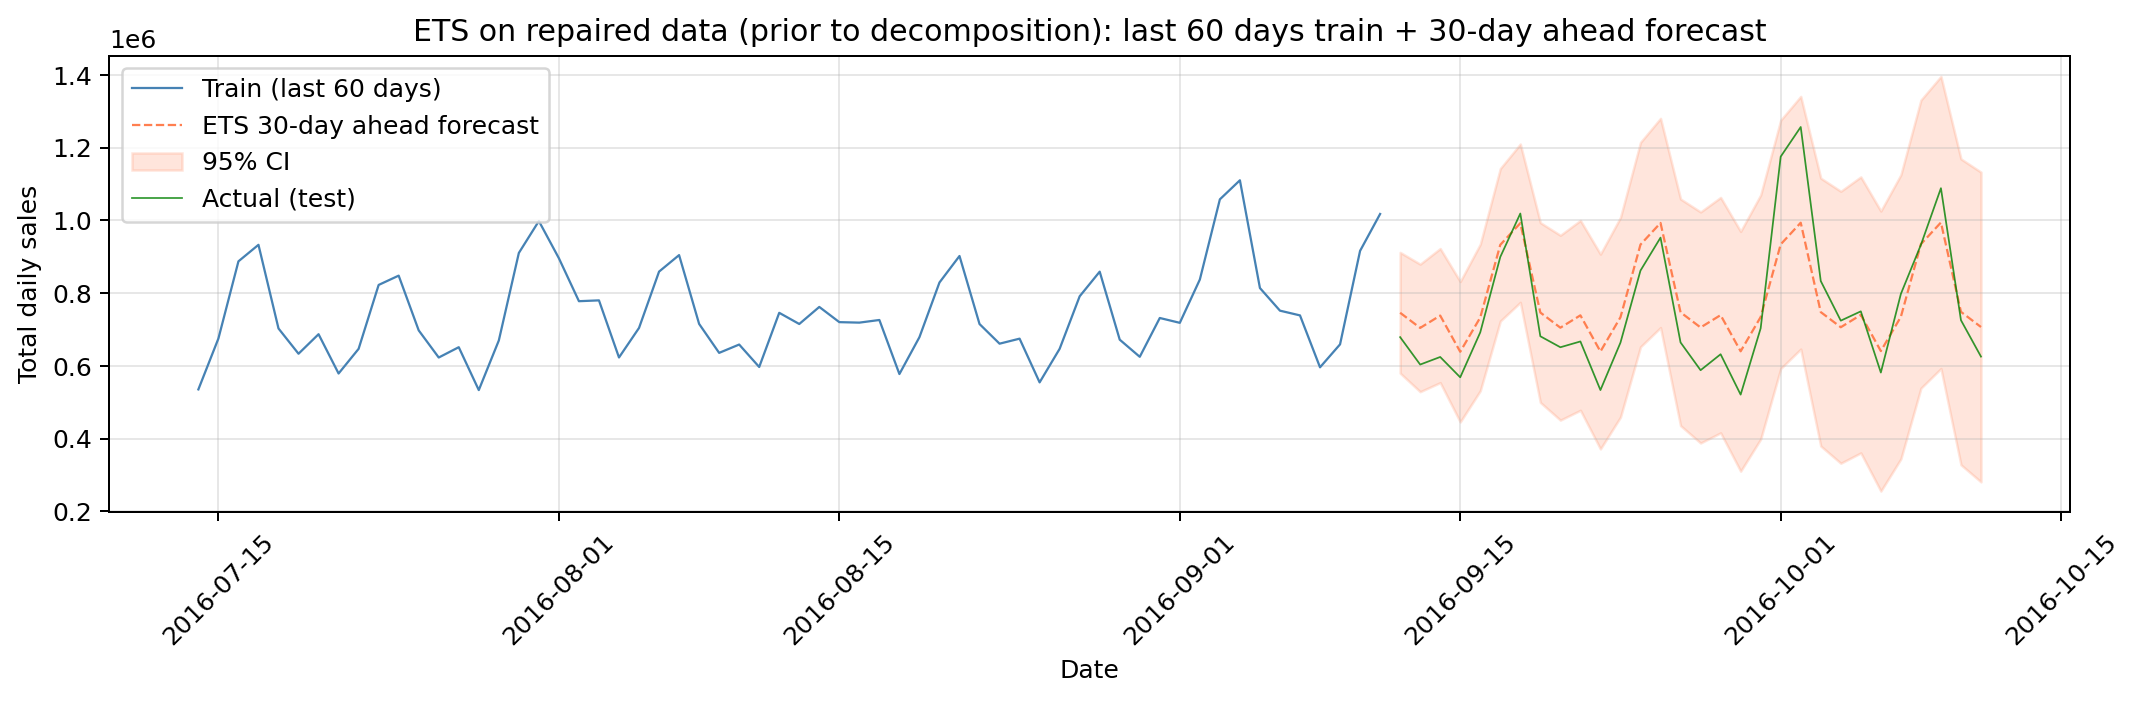 ETS on repaired data (prior to decomposition): last 60 days train + 30-day ahead forecast
1e6
Train (last 60 days)
ETS 30-day ahead forecast
95% CI
Actual (test)
Total daily sales
1.4
1.2
1.0
0.8
0.6
0.4
0.2
2016-07-15
2016-08-01
2016-08-15
2016-09-01
2016-09-15
2016-10-01
2016-10-15
Date